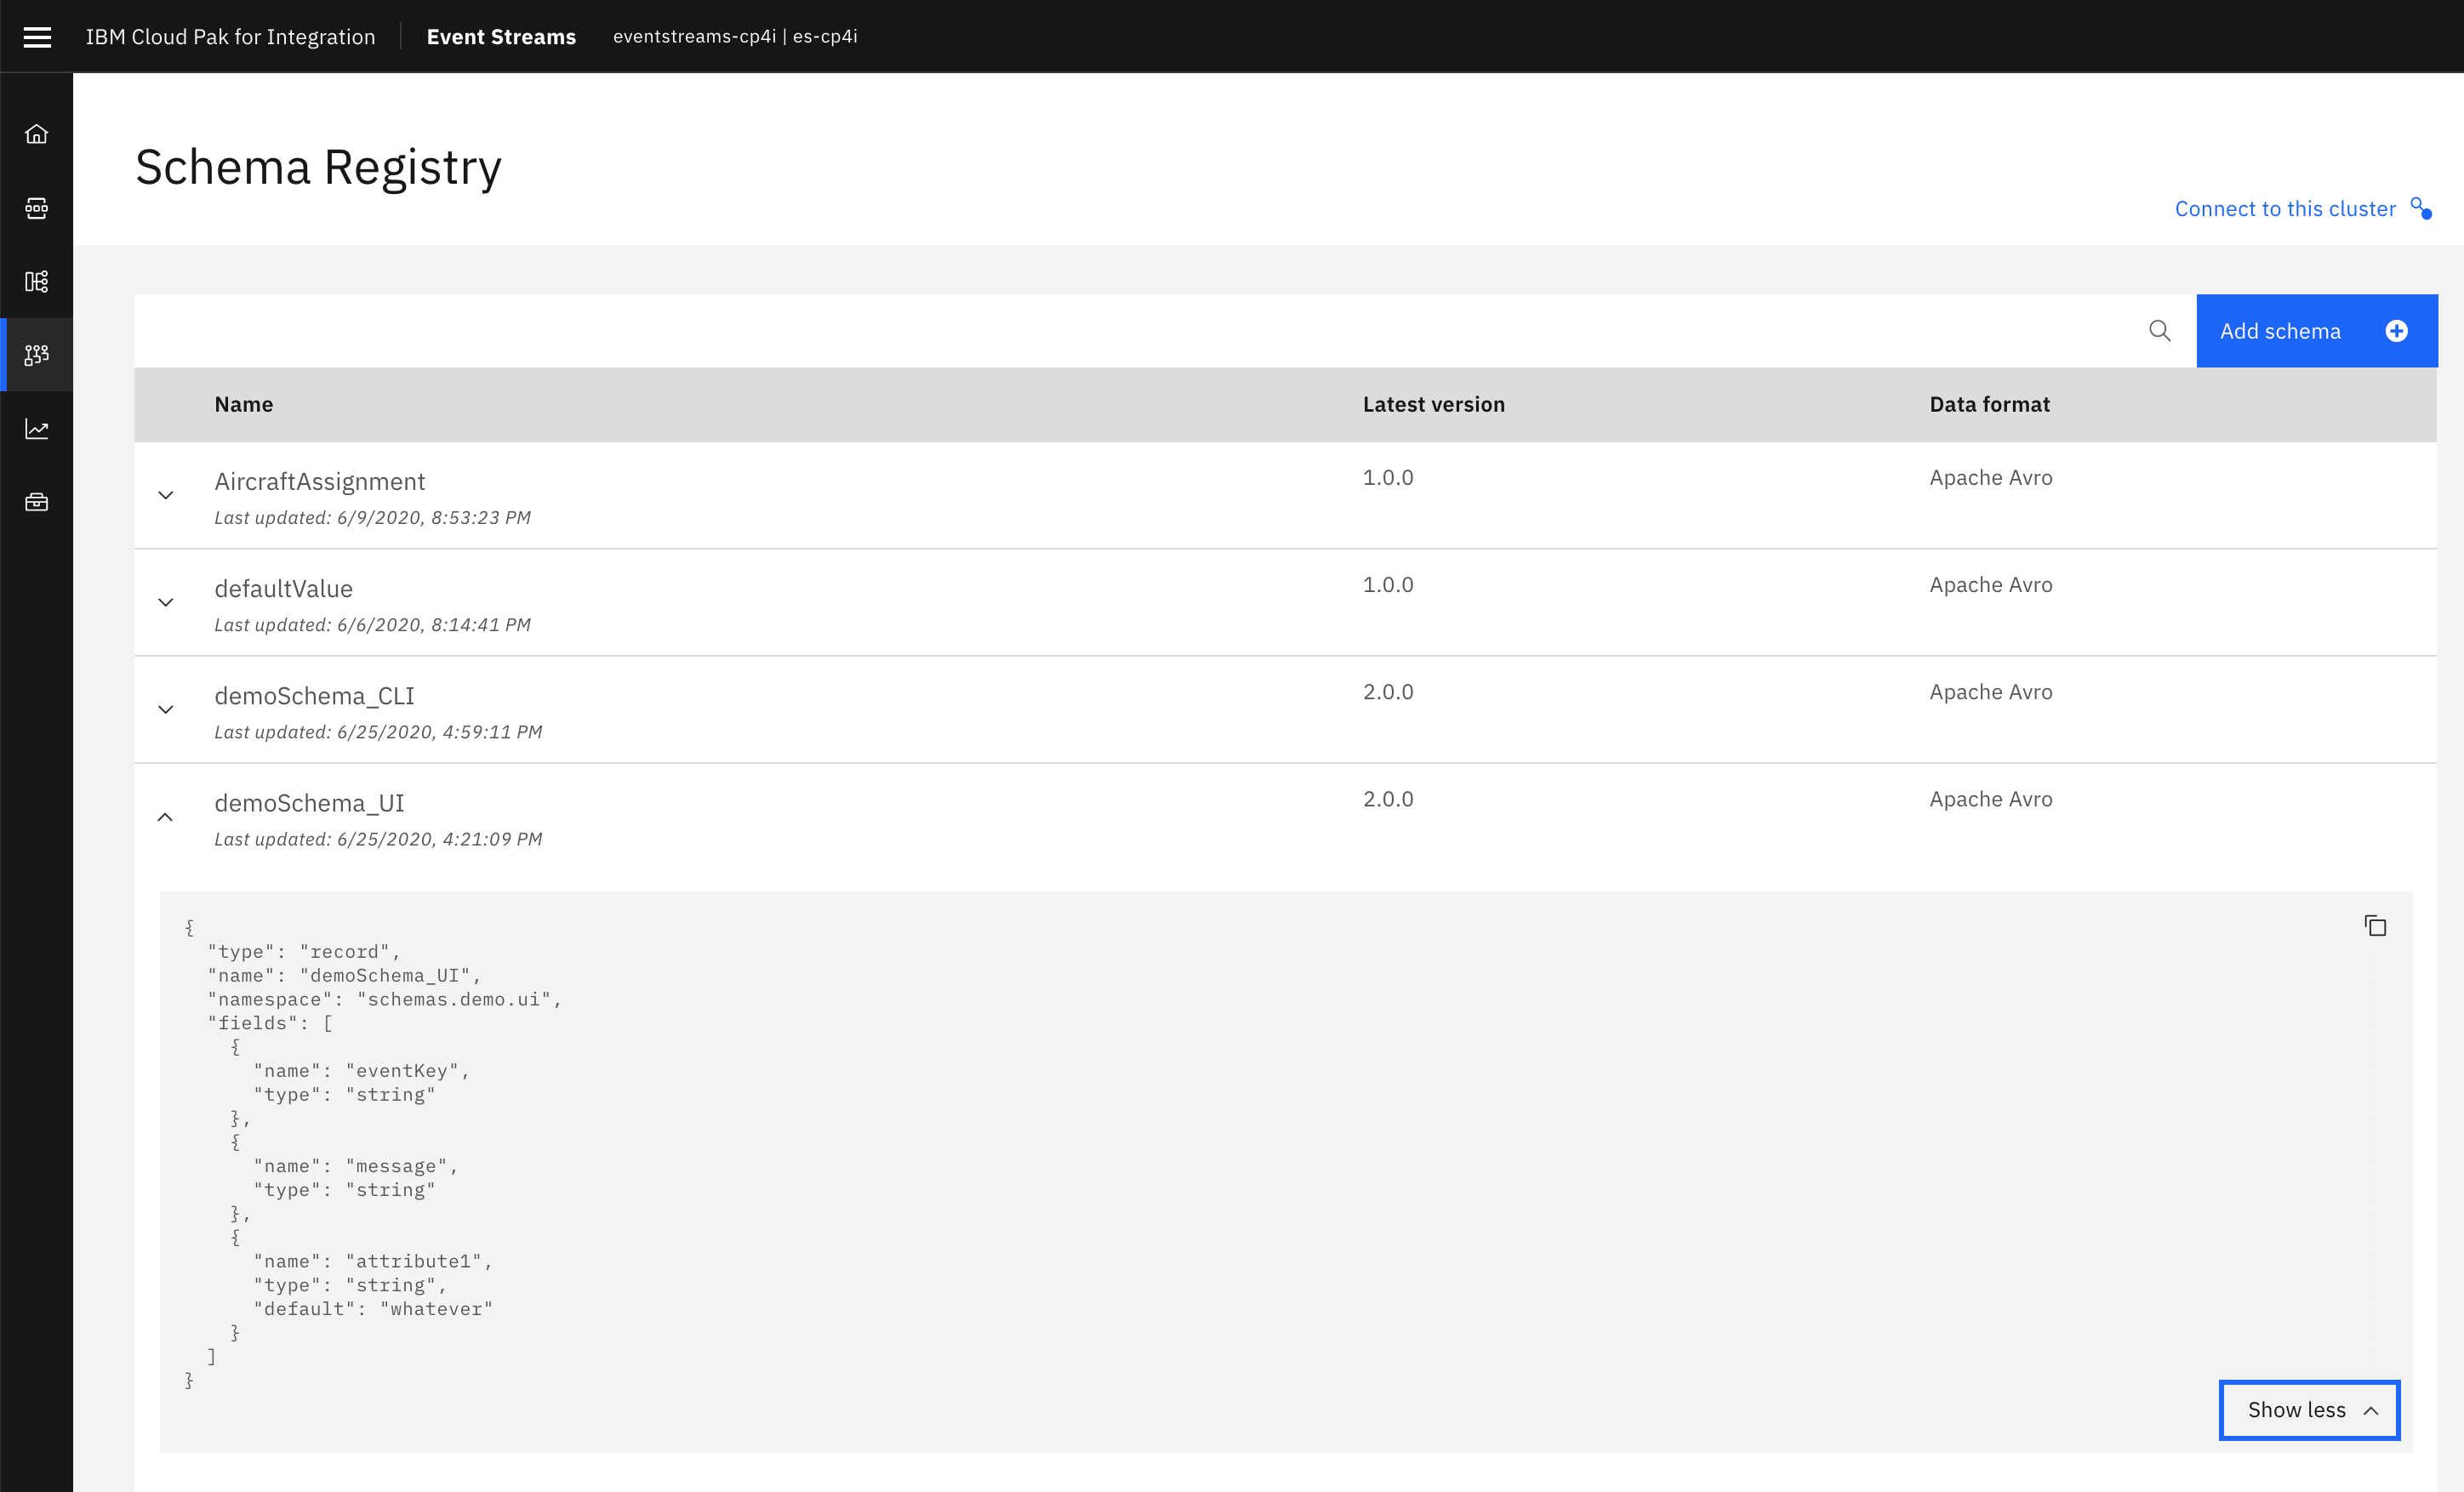 IBM Cloud Pak for Integration Event Streams eventstreams-cp4i | es-cp4i
Schema Registry
Connect to this cluster
Add schema
Name Latest version Data format
AircraftAssignment 1.0.0 Apache Avro
Last updated: 6/9/2020, 8:53:23 PM
defaultValue 1.0.0 Apache Avro
Last updated: 6/6/2020, 8:14:41 PM
demoSchema_CLI 2.0.0 Apache Avro
Last updated: 6/25/2020, 4:59:11 PM
demoSchema_UI 2.0.0 Apache Avro
Last updated: 6/25/2020, 4:21:09 PM
{
  "type": "record",
  "name": "demoSchema_UI",
  "namespace": "schemas.demo.ui",
  "fields": [
    {
      "name": "eventKey",
      "type": "string"
    },
    {
      "name": "message",
      "type": "string"
    },
    {
      "name": "attribute1",
      "type": "string",
      "default": "whatever"
    }
  ]
}
Show less